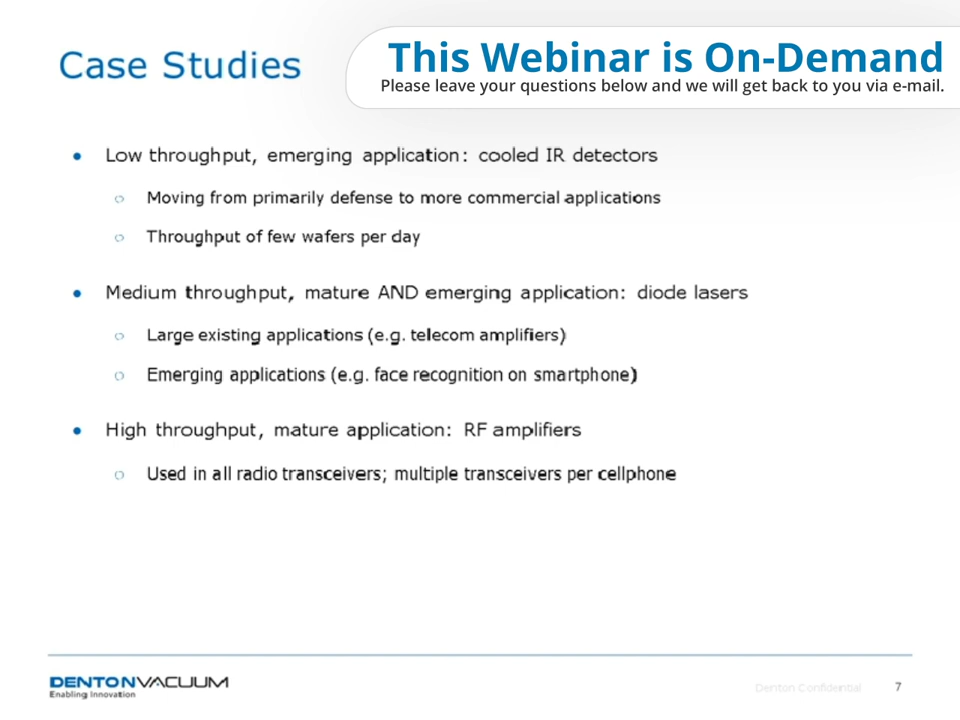 Case Studies
This Webinar is On-Demand
Please leave your questions below and we will get back to you via e-mail.
• Low throughput, emerging application: cooled IR detectors
○ Moving from primarily defense to more commercial applications
○ Throughput of few wafers per day
• Medium throughput, mature AND emerging application: diode lasers
○ Large existing applications (e.g. telecom amplifiers)
○ Emerging applications (e.g. face recognition on smartphone)
• High throughput, mature application: RF amplifiers
○ Used in all radio transceivers; multiple transceivers per cellphone
DENTONVACUUM
Enabling Innovation
Denton Confidential
7